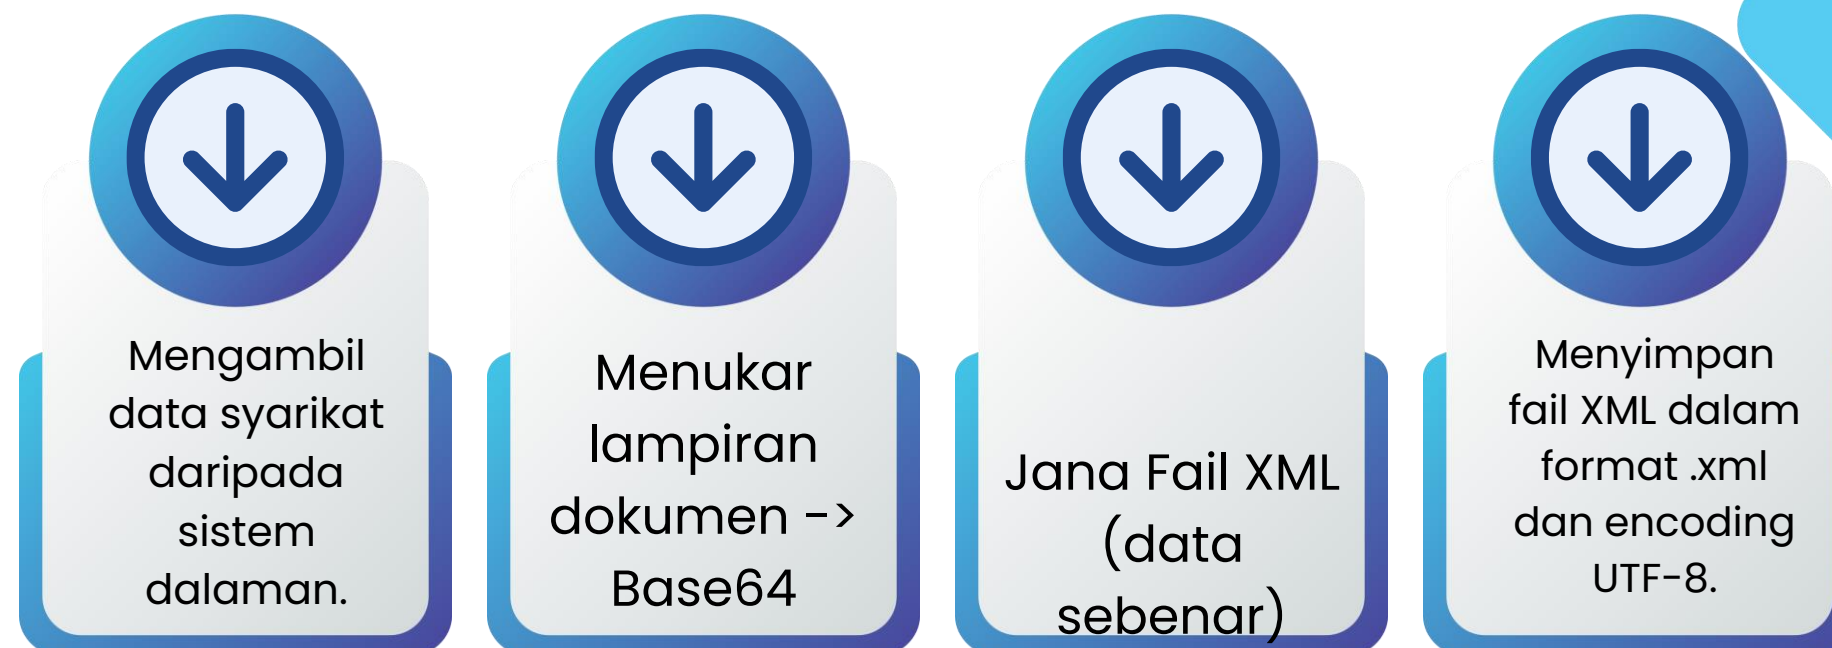 Mengambil
data syarikat
daripada
sistem
dalaman.
Menukar
lampiran
dokumen ->
Base64
Jana Fail XML
(data
sebenar)
Menyimpan
fail XML dalam
format .xml
dan encoding
UTF-8.